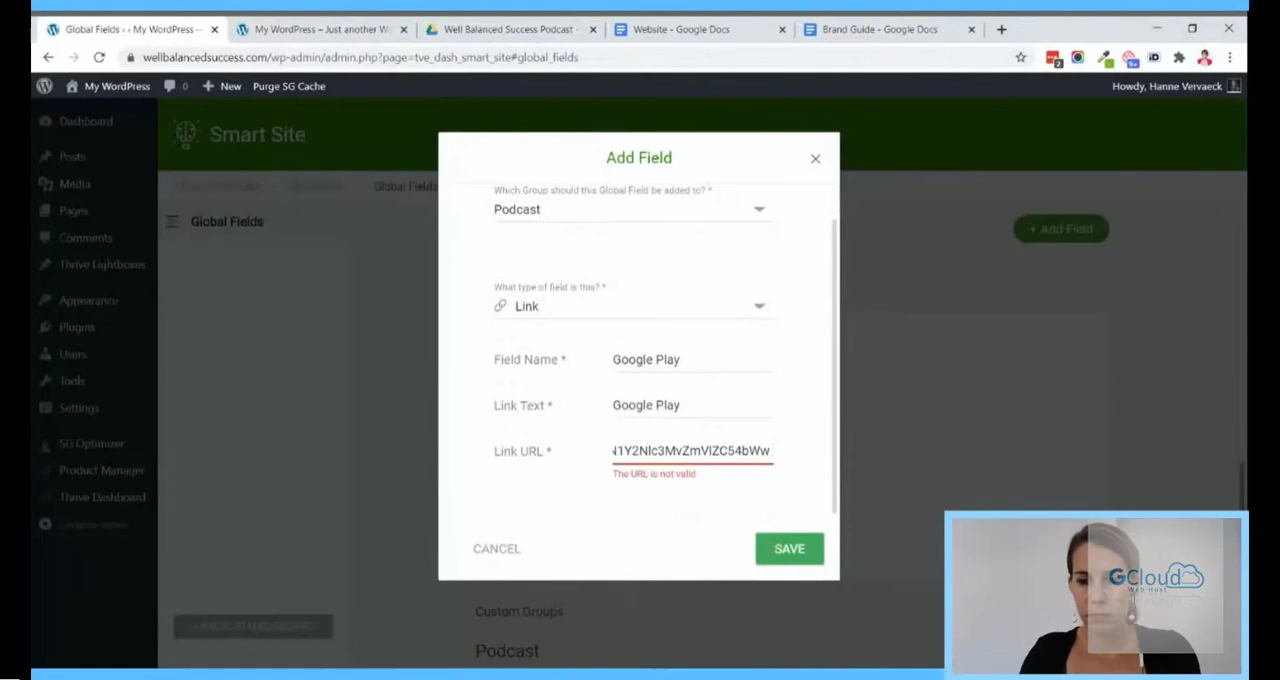 Global Fields ‹ ‹ My WordPress —
My WordPress – Just another W
Well Balanced Success Podcast -
Website - Google Docs
Brand Guide - Google Docs
wellbalancedsuccess.com/wp-admin/admin.php?page=tve_dash_smart_site#global_fields
2
9+
iD
My WordPress
0
New
Purge SG Cache
Howdy, Hanne Vervaeck
Dashboard
Posts
Media
Pages
Comments
Thrive Lightboxes
Appearance
Plugins
Users
Tools
Settings
SG Optimizer
Product Manager
Thrive Dashboard
Smart Site
Global Fields
Global Fields
+ Add Field
Add Field
Which Group should this Global Field be added to? *
Podcast
What type of field is this? *
Link
Field Name *
Google Play
Link Text *
Google Play
Link URL *
The URL is not valid
CANCEL
SAVE
Custom Groups
Podcast
GCloud
Web Host